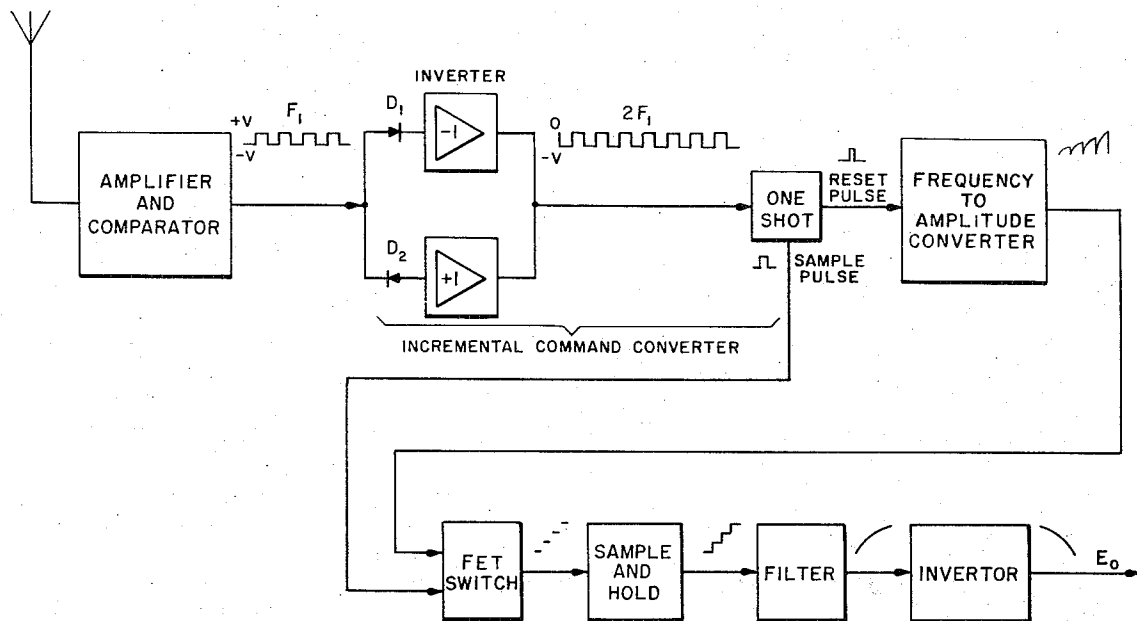 INVERTER
D1
-1
+V
-V
F1
0
-V
2F1
AMPLIFIER
AND
COMPARATOR
D2
+1
INCREMENTAL COMMAND CONVERTER
ONE
SHOT
RESET
PULSE
SAMPLE
PULSE
FREQUENCY
TO
AMPLITUDE
CONVERTER
FET
SWITCH
SAMPLE
AND
HOLD
FILTER
INVERTOR
E0